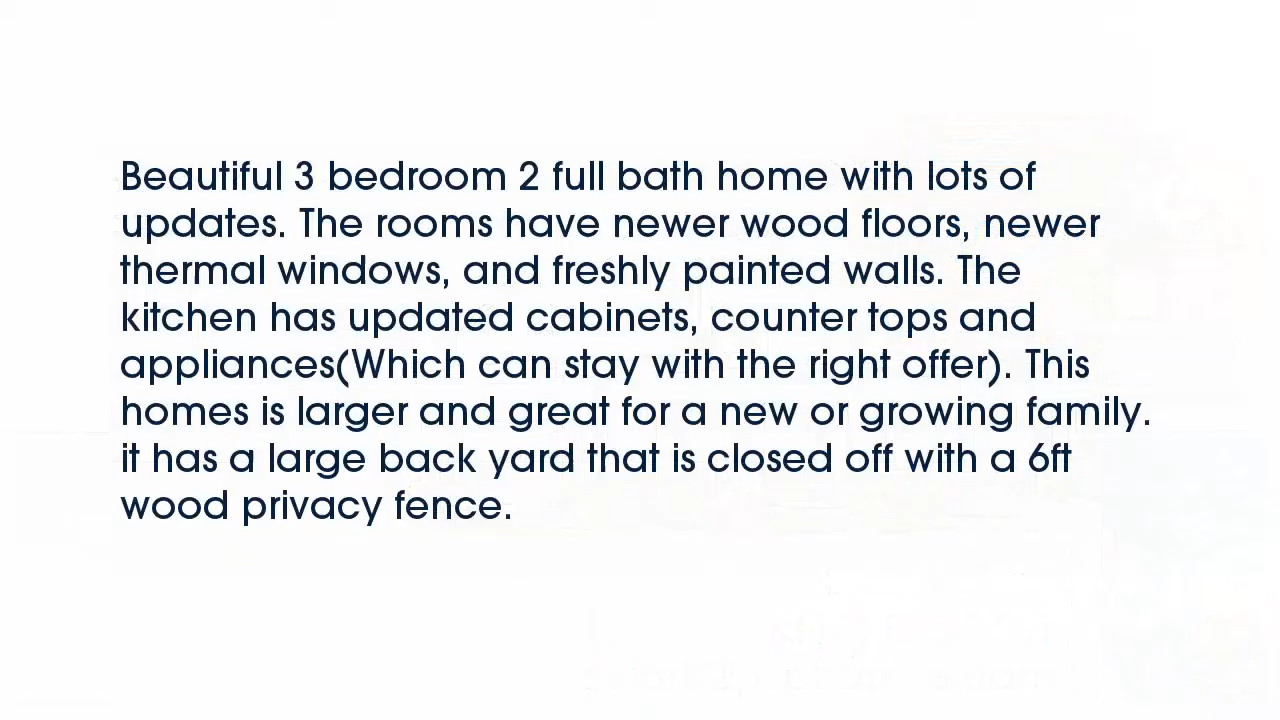 Beautiful 3 bedroom 2 full bath home with lots of
updates. The rooms have newer wood floors, newer
thermal windows, and freshly painted walls. The
kitchen has updated cabinets, counter tops and
appliances(Which can stay with the right offer). This
homes is larger and great for a new or growing family.
it has a large back yard that is closed off with a 6ft
wood privacy fence.